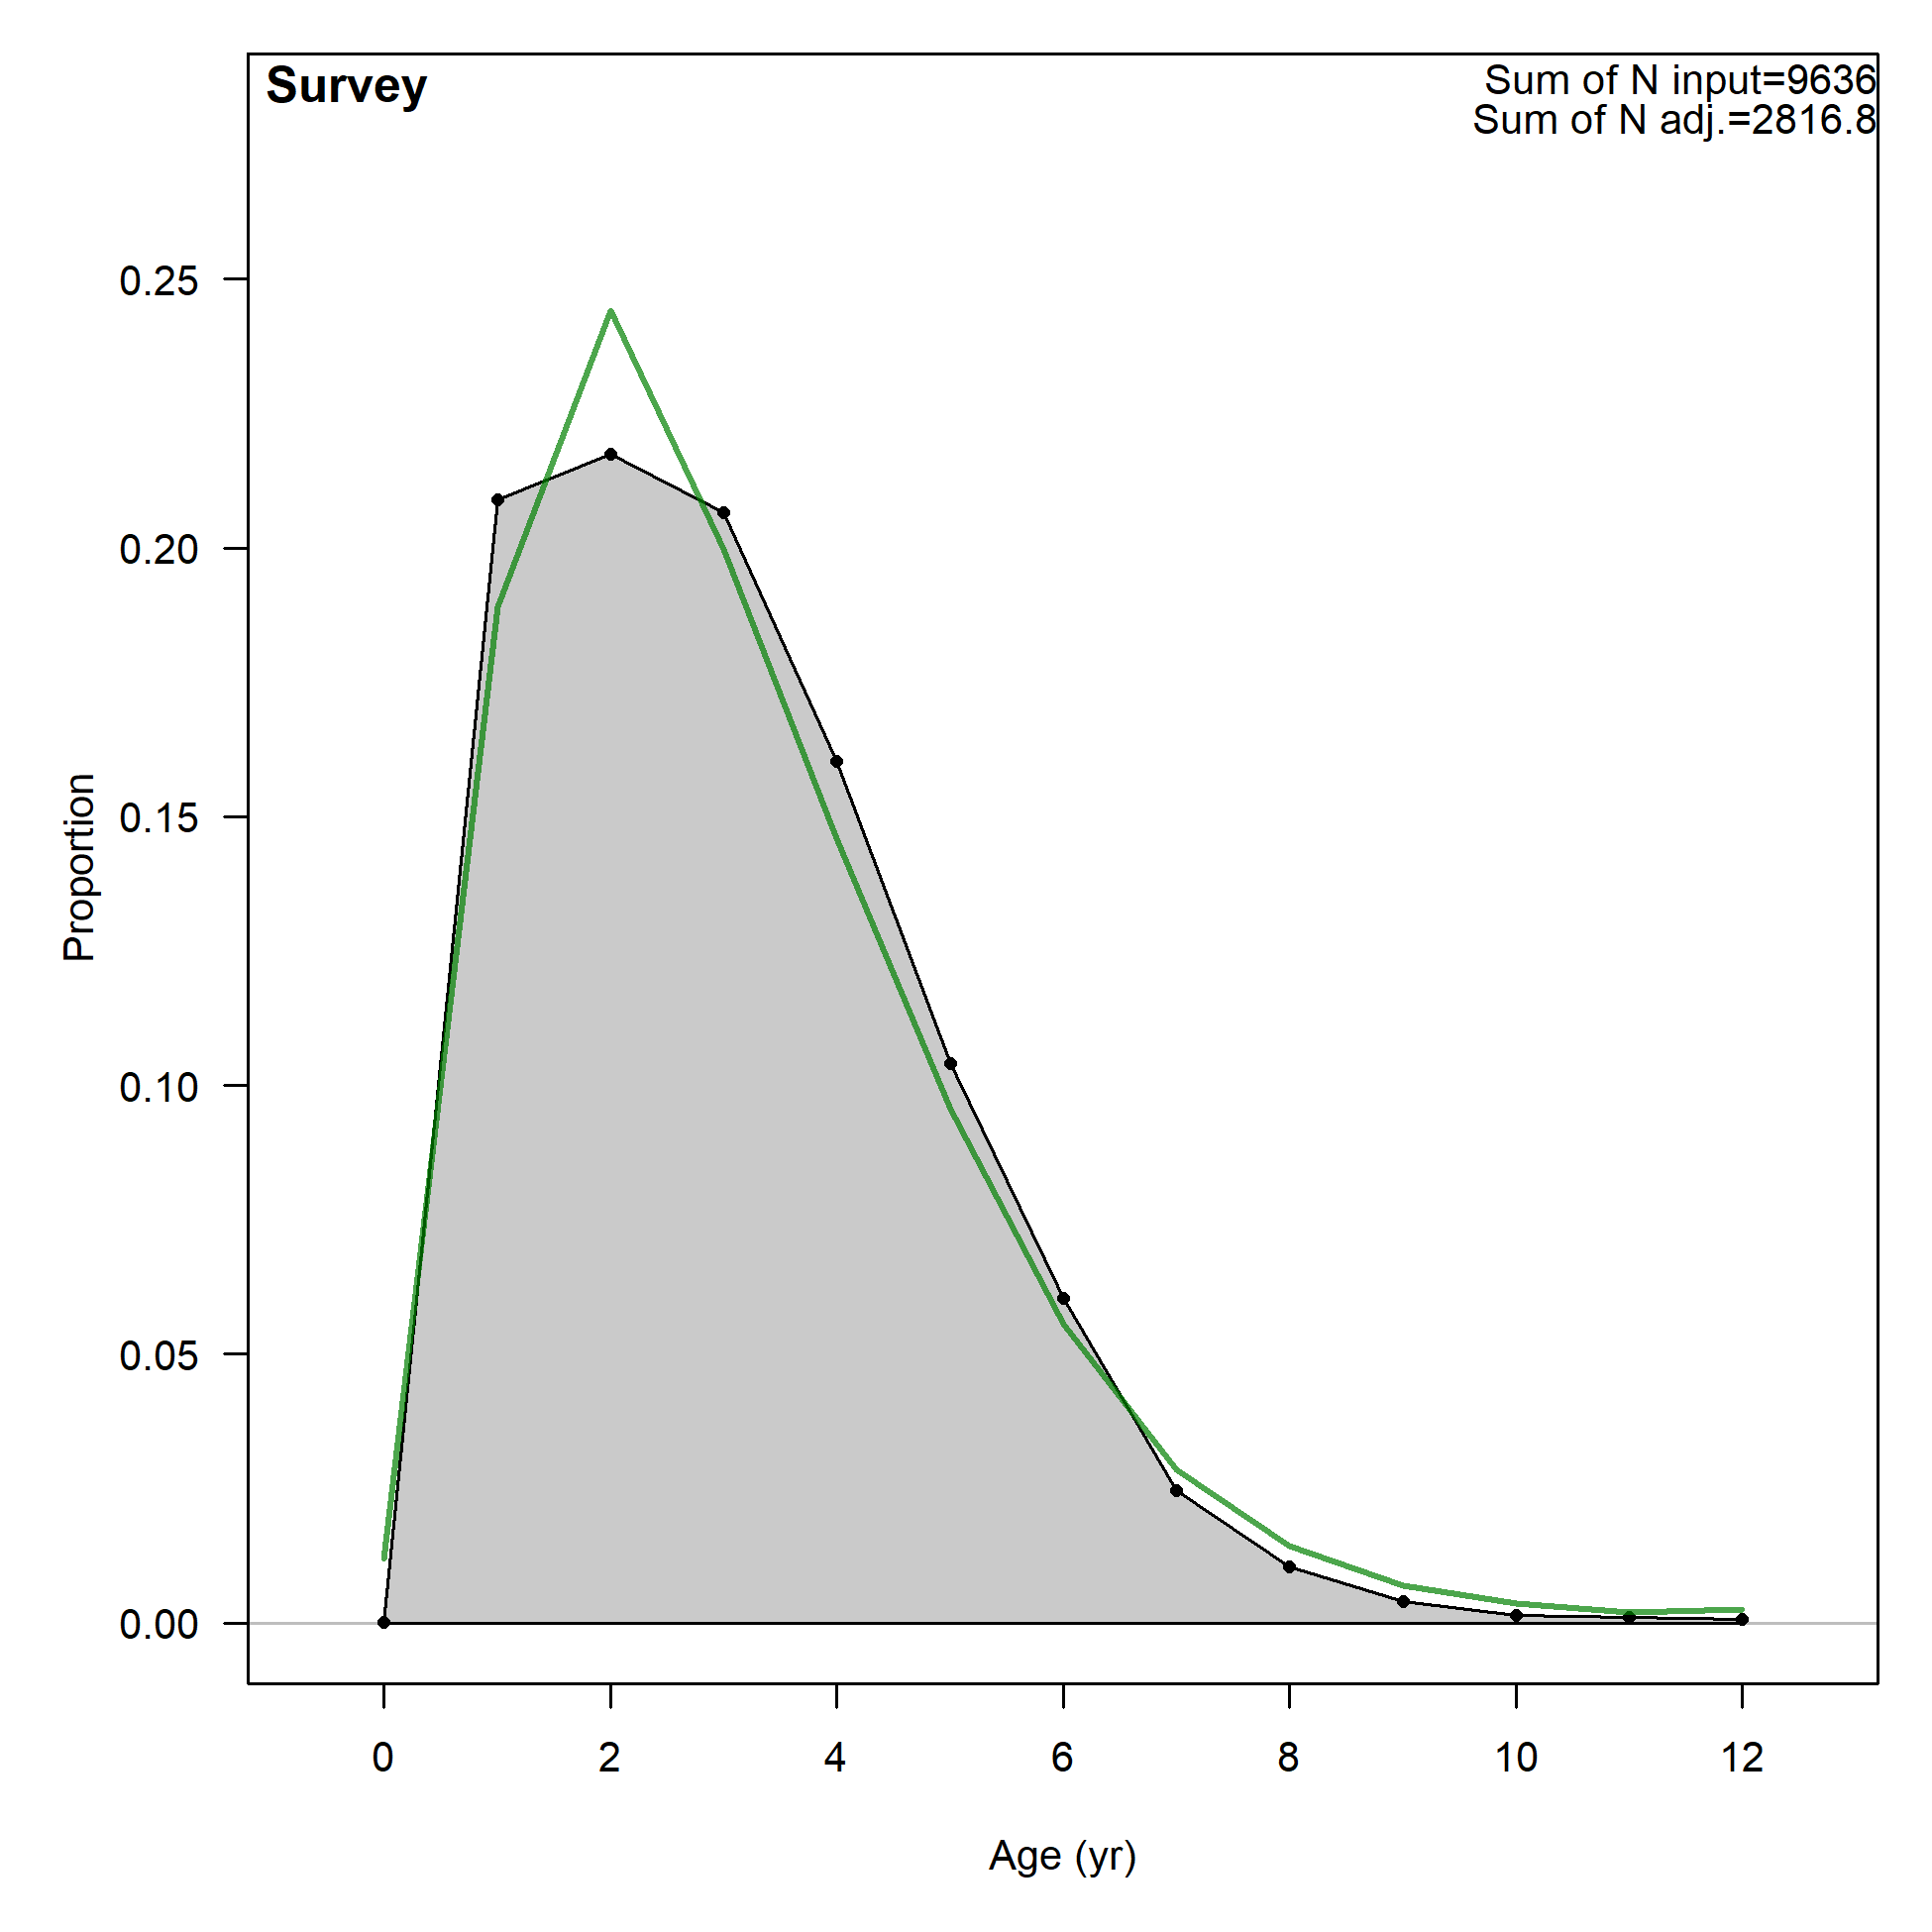 Survey
Sum of N input=9636
Sum of N adj.=2816.8
0.25
0.20
0.15
0.10
0.05
0.00
Proportion
0 2 4 6 8 10 12
Age (yr)